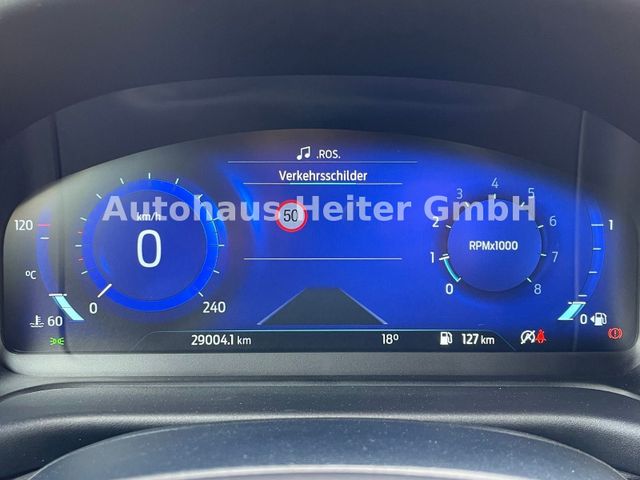 ♫ .ROS.
Verkehrsschilder
Autohaus Heiter GmbH
50
km/h
0
0
240
120
°C
60
RPMx1000
0
1
2
3
4
5
6
7
8
1
0
29004.1 km
18°
127 km